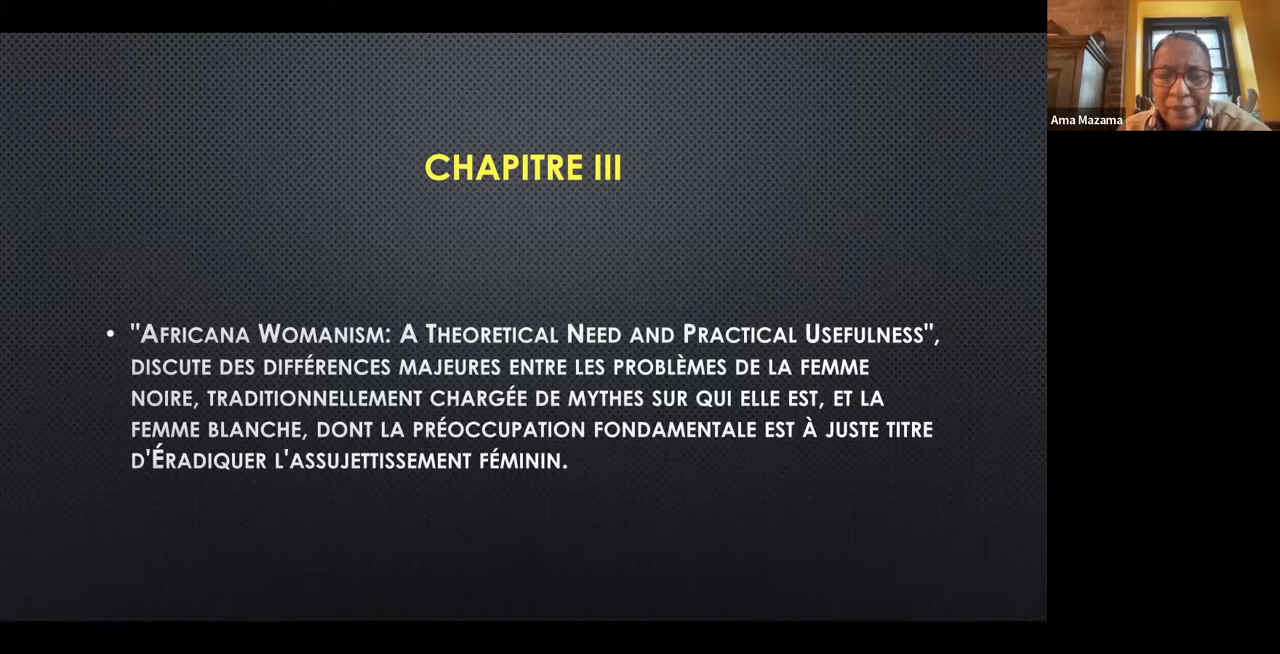 CHAPITRE III
• "AFRICANA WOMANISM: A THEORETICAL NEED AND PRACTICAL USEFULNESS",
DISCUTE DES DIFFÉRENCES MAJEURES ENTRE LES PROBLÈMES DE LA FEMME
NOIRE, TRADITIONNELLEMENT CHARGÉE DE MYTHES SUR QUI ELLE EST, ET LA
FEMME BLANCHE, DONT LA PRÉOCCUPATION FONDAMENTALE EST À JUSTE TITRE
D'ÉRADIQUER L'ASSUJETTISSEMENT FÉMININ.
Ama Mazama